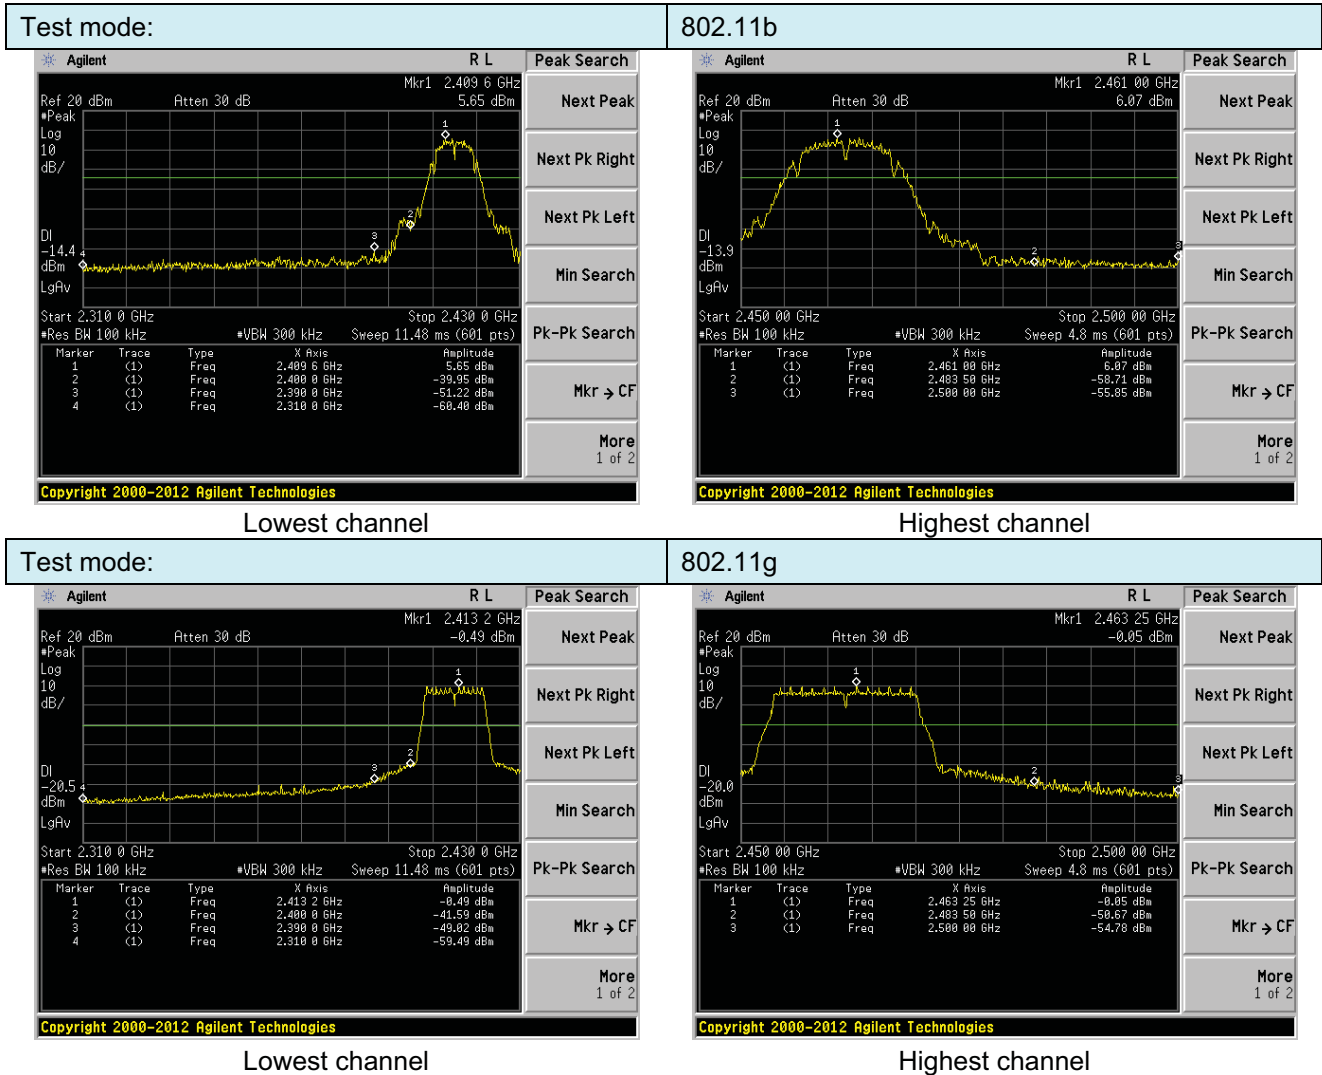 Test mode: 802.11b
Agilent R L Peak Search
Mkr1 2.409 6 GHz
Ref 20 dBm Atten 30 dB 5.65 dBm
#Peak
Log
10
dB/
1
2
3
4
DI
-14.4
dBm
LgAv
Start 2.310 0 GHz Stop 2.430 0 GHz
#Res BW 100 kHz #VBW 300 kHz Sweep 11.48 ms (601 pts)
Marker Trace Type X Axis Amplitude
1 (1) Freq 2.409 6 GHz 5.65 dBm
2 (1) Freq 2.400 0 GHz -39.95 dBm
3 (1) Freq 2.390 0 GHz -51.22 dBm
4 (1) Freq 2.310 0 GHz -60.40 dBm
Next Peak
Next Pk Right
Next Pk Left
Min Search
Pk-Pk Search
Mkr → CF
More
1 of 2
Copyright 2000-2012 Agilent Technologies
Lowest channel
Agilent R L Peak Search
Mkr1 2.461 00 GHz
Ref 20 dBm Atten 30 dB 6.07 dBm
#Peak
Log
10
dB/
1
2
3
DI
-13.9
dBm
LgAv
Start 2.450 00 GHz Stop 2.500 00 GHz
#Res BW 100 kHz #VBW 300 kHz Sweep 4.8 ms (601 pts)
Marker Trace Type X Axis Amplitude
1 (1) Freq 2.461 00 GHz 6.07 dBm
2 (1) Freq 2.483 50 GHz -58.71 dBm
3 (1) Freq 2.500 00 GHz -55.85 dBm
Next Peak
Next Pk Right
Next Pk Left
Min Search
Pk-Pk Search
Mkr → CF
More
1 of 2
Copyright 2000-2012 Agilent Technologies
Highest channel
Test mode: 802.11g
Agilent R L Peak Search
Mkr1 2.413 2 GHz
Ref 20 dBm Atten 30 dB -0.49 dBm
#Peak
Log
10
dB/
1
2
3
4
DI
-20.5
dBm
LgAv
Start 2.310 0 GHz Stop 2.430 0 GHz
#Res BW 100 kHz #VBW 300 kHz Sweep 11.48 ms (601 pts)
Marker Trace Type X Axis Amplitude
1 (1) Freq 2.413 2 GHz -0.49 dBm
2 (1) Freq 2.400 0 GHz -41.59 dBm
3 (1) Freq 2.390 0 GHz -49.02 dBm
4 (1) Freq 2.310 0 GHz -59.49 dBm
Next Peak
Next Pk Right
Next Pk Left
Min Search
Pk-Pk Search
Mkr → CF
More
1 of 2
Copyright 2000-2012 Agilent Technologies
Lowest channel
Agilent R L Peak Search
Mkr1 2.463 25 GHz
Ref 20 dBm Atten 30 dB -0.05 dBm
#Peak
Log
10
dB/
1
2
3
DI
-20.0
dBm
LgAv
Start 2.450 00 GHz Stop 2.500 00 GHz
#Res BW 100 kHz #VBW 300 kHz Sweep 4.8 ms (601 pts)
Marker Trace Type X Axis Amplitude
1 (1) Freq 2.463 25 GHz -0.05 dBm
2 (1) Freq 2.483 50 GHz -50.67 dBm
3 (1) Freq 2.500 00 GHz -54.78 dBm
Next Peak
Next Pk Right
Next Pk Left
Min Search
Pk-Pk Search
Mkr → CF
More
1 of 2
Copyright 2000-2012 Agilent Technologies
Highest channel